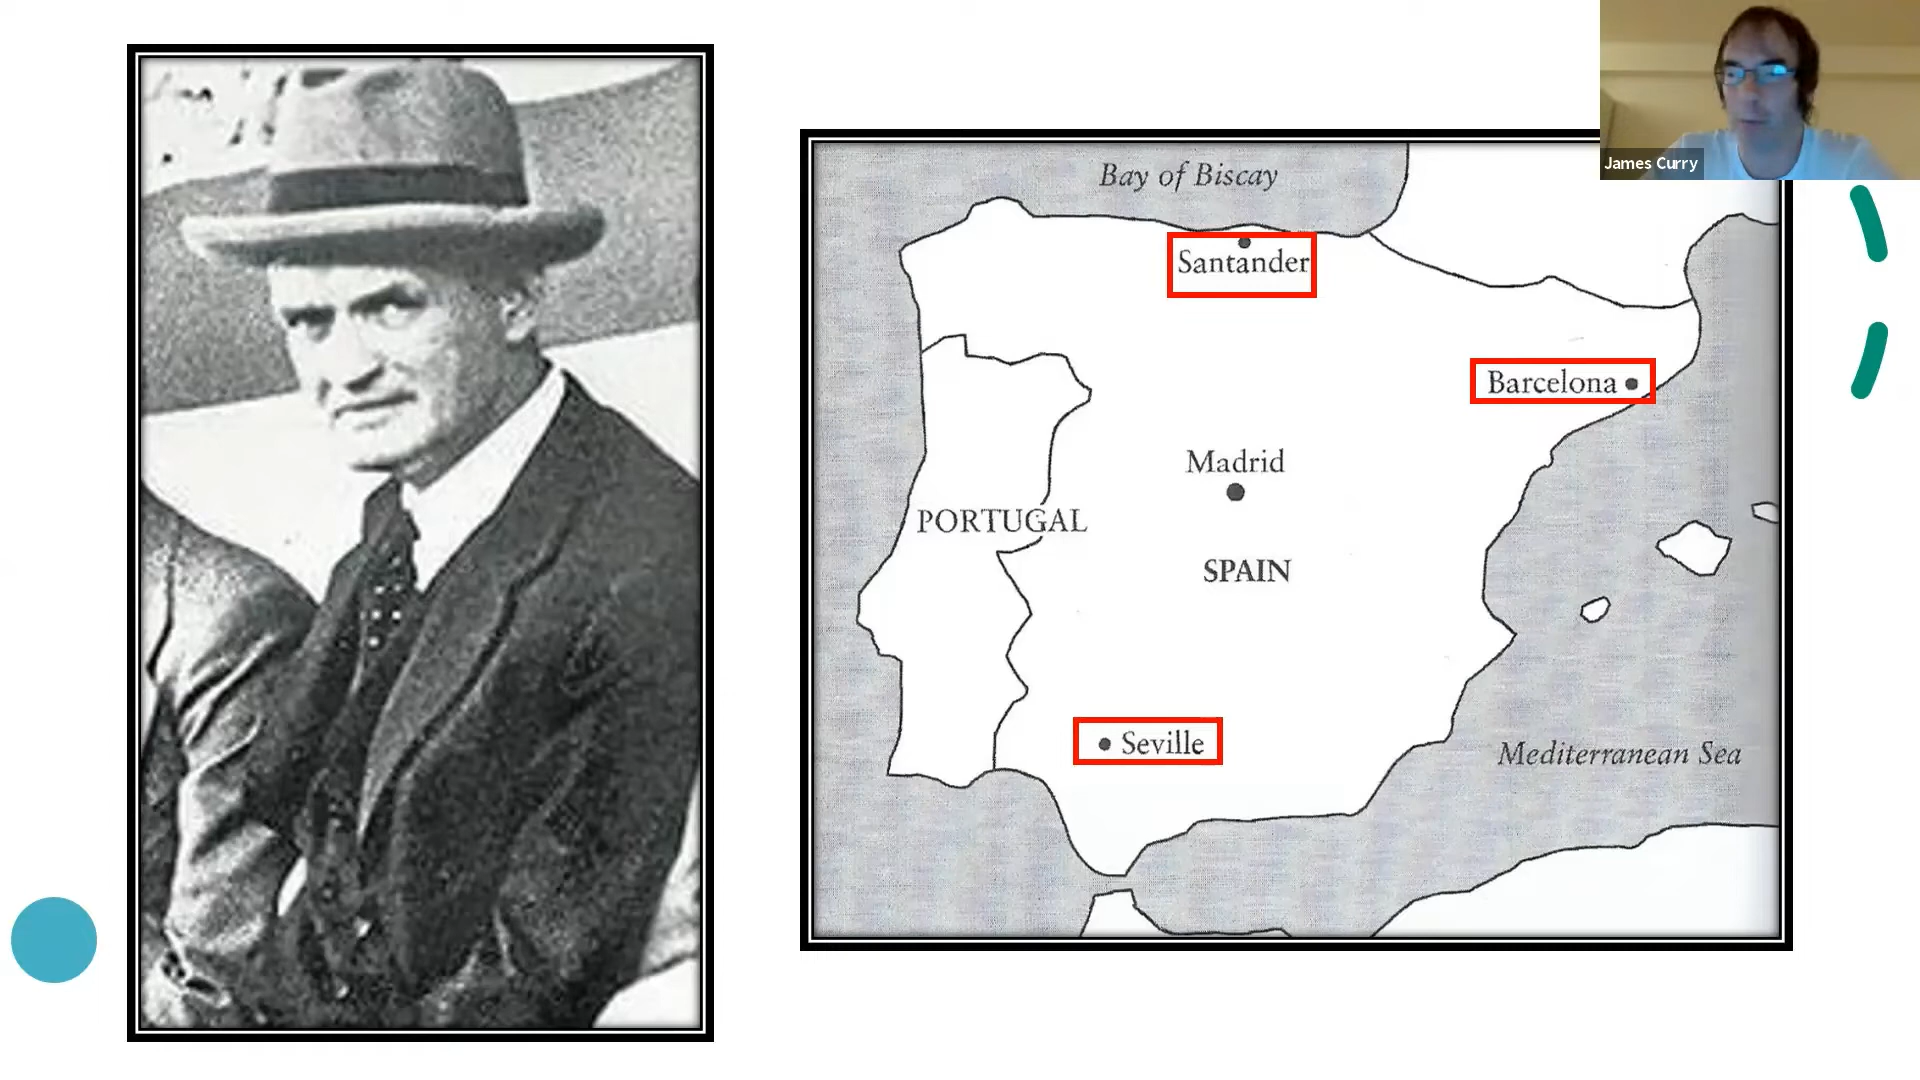 James Curry
Bay of Biscay
Santander
Barcelona
Madrid
PORTUGAL
SPAIN
Seville
Mediterranean Sea